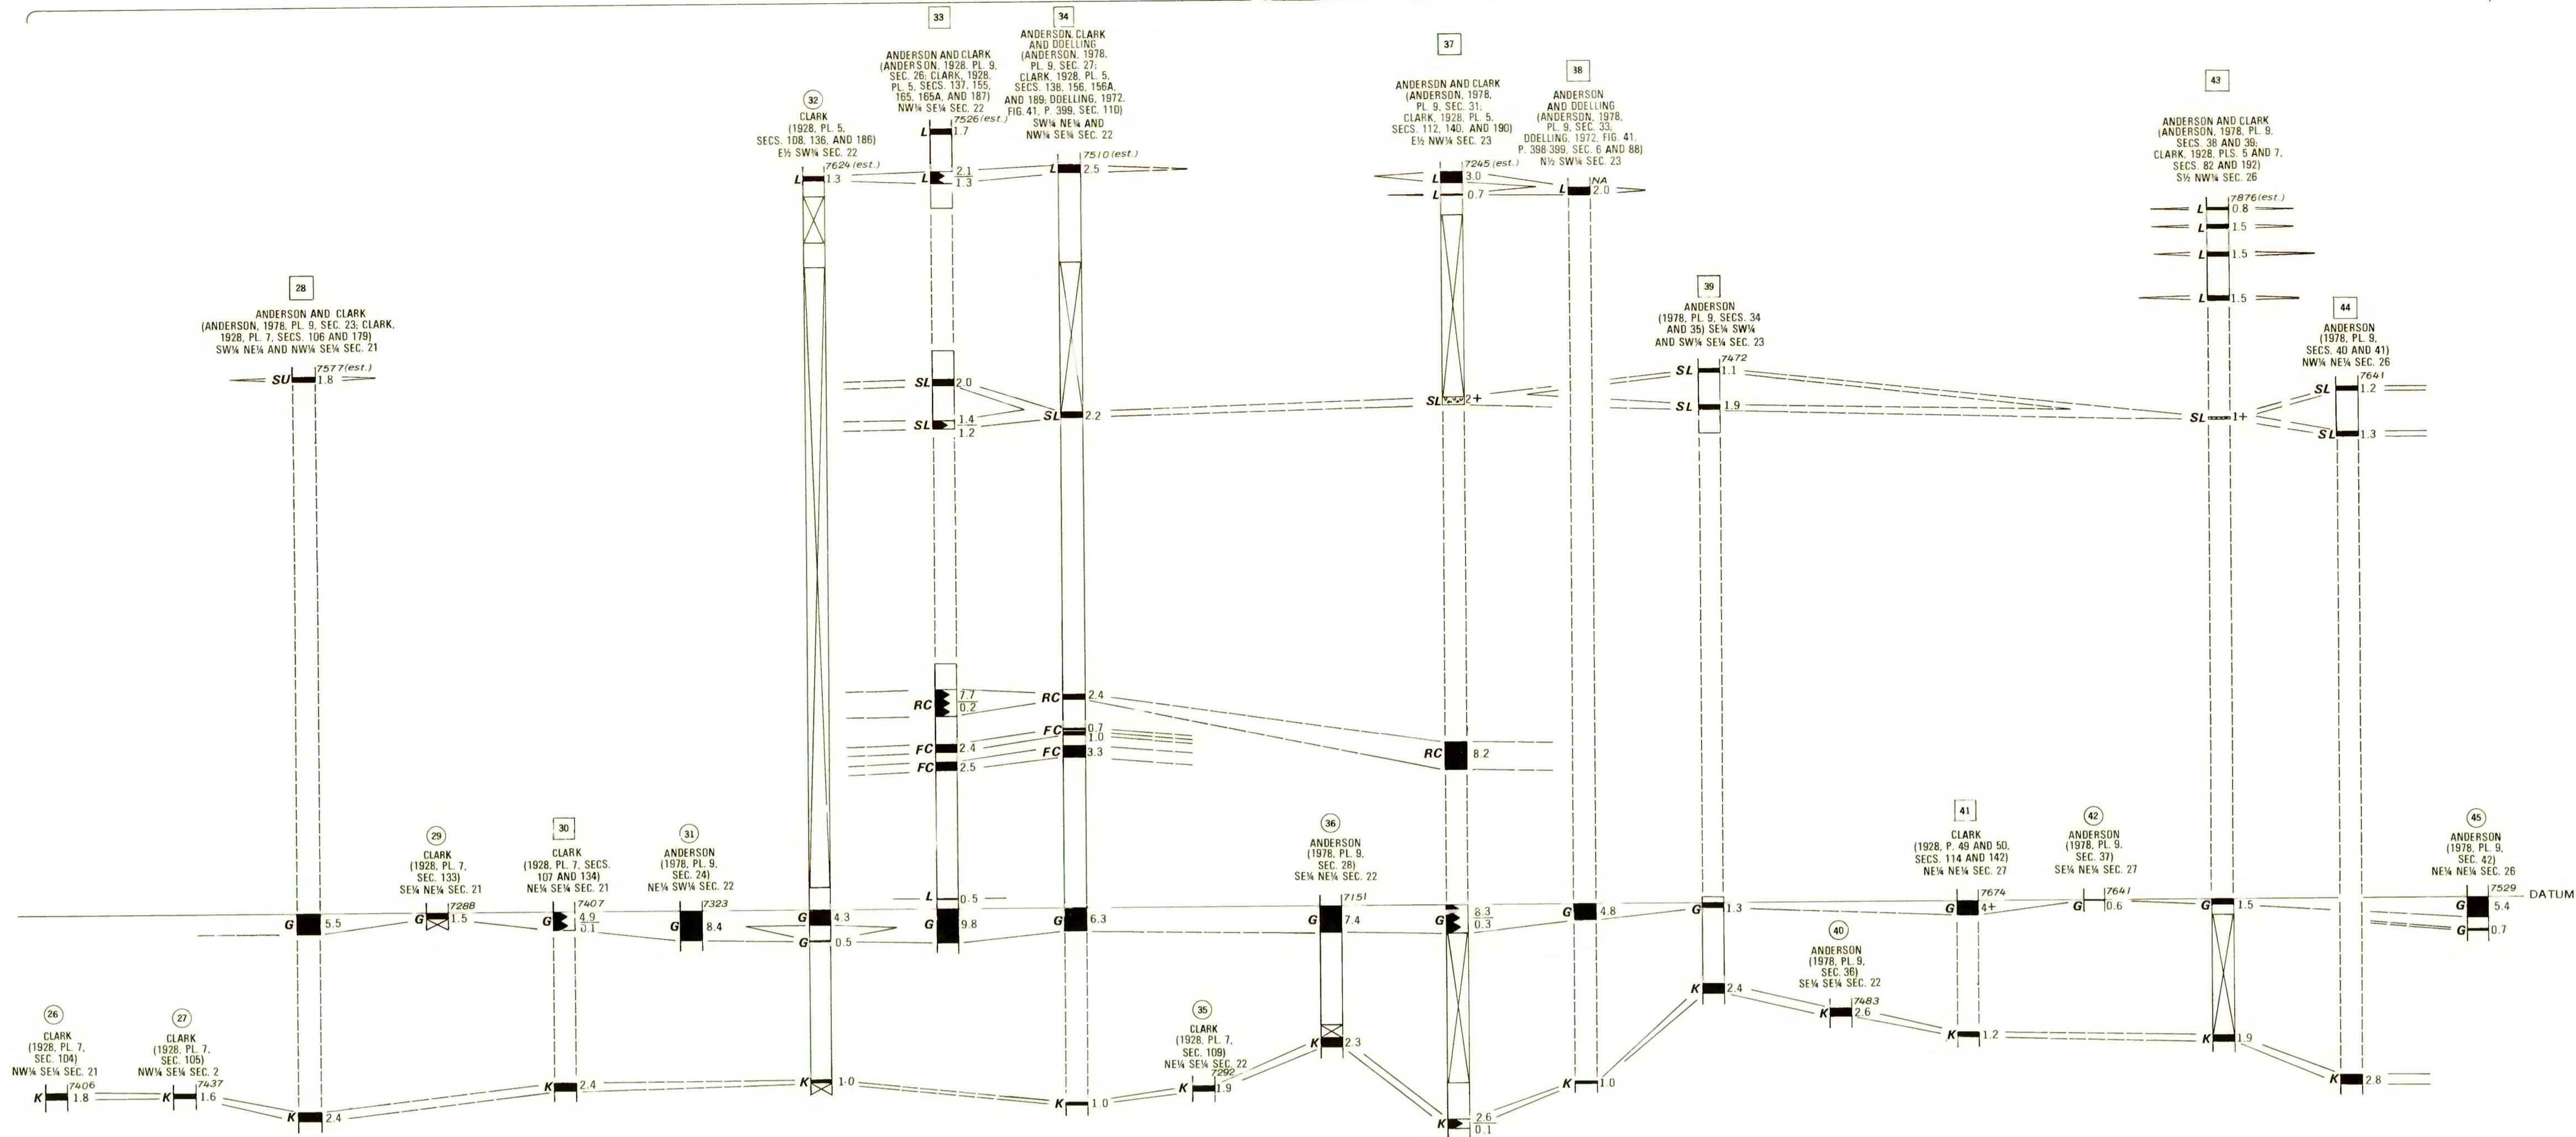 26
CLARK
(1928, PL. 7,
SEC. 104)
NW¼ SE¼ SEC. 21
7406
K 1.8
27
CLARK
(1928, PL. 7,
SEC. 105)
NW¼ SE¼ SEC. 2
7437
K 1.6
28
ANDERSON AND CLARK
(ANDERSON, 1978, PL. 9, SEC. 23; CLARK,
1928, PL. 7, SECS. 106 AND 179)
SW¼ NE¼ AND NW¼ SE¼ SEC. 21
7577 (est.)
SU 1.8
G 5.5
K 2.4
29
CLARK
(1928, PL. 7,
SEC. 133)
SE¼ NE¼ SEC. 21
7288
G 1.5
30
CLARK
(1928, PL. 7, SECS.
107 AND 134)
NE¼ SE¼ SEC. 21
7407
G 4.9
0.1
K 2.4
31
ANDERSON
(1978, PL. 9,
SEC. 24)
NE¼ SW¼ SEC. 22
7323
G 8.4
32
CLARK
(1928, PL. 5,
SECS. 108, 136, AND 186)
E½ SW¼ SEC. 22
7624 (est.)
L 1.3
G 4.3
G 0.5
K 1.0
33
ANDERSON AND CLARK
(ANDERSON, 1928, PL. 9,
SEC. 26; CLARK, 1928,
PL. 5, SECS. 137, 155,
165, 165A, AND 187)
NW¼ SE¼ SEC. 22
7526 (est.)
L 1.7
L 2.1
1.3
SL 2.0
SL 1.4
1.2
RC 7.7
0.2
FC 2.4
FC 2.5
L 0.5
G 9.8
34
ANDERSON, CLARK
AND DOELLING
(ANDERSON, 1978,
PL. 9, SEC. 27;
CLARK, 1928, PL. 5,
SECS. 138, 156, 156A,
AND 189; DOELLING, 1972,
FIG. 41, P. 399, SEC. 11D)
SW¼ NE¼ AND
NW¼ SE¼ SEC. 22
7510 (est.)
L 2.5
SL 2.2
RC 2.4
FC 0.7
1.0
FC 3.3
G 6.3
K 1.0
35
CLARK
(1928, PL. 7,
SEC. 109)
NE¼ SE¼ SEC. 22
7292
K 1.9
36
ANDERSON
(1978, PL. 9,
SEC. 28)
SE¼ NE¼ SEC. 22
7151
G 7.4
K 2.3
37
ANDERSON AND CLARK
(ANDERSON, 1978,
PL. 9, SEC. 31;
CLARK, 1928, PL. 5,
SECS. 112, 140, AND 190)
E½ NW¼ SEC. 23
7245 (est.)
L 3.0
L 0.7
SL 2+
RC 8.2
G 8.3
0.3
K 2.6
0.1
38
ANDERSON
AND DOELLING
(ANDERSON, 1978,
PL. 9, SEC. 33;
DOELLING, 1972, FIG. 41,
P. 398-399, SEC. 6 AND 88)
N½ SW¼ SEC. 23
NA
L 2.0
G 4.8
K 1.0
39
ANDERSON
(1978, PL. 9, SECS. 34
AND 35) SE¼ SW¼
AND SW¼ SE¼ SEC. 23
7472
SL 1.1
SL 1.9
G 1.3
K 2.4
40
ANDERSON
(1978, PL. 9,
SEC. 36)
SE¼ SE¼ SEC. 22
7483
K 2.6
41
CLARK
(1928, P. 49 AND 50,
SECS. 114 AND 142)
NE¼ NE¼ SEC. 27
7674
G 4+
K 1.2
42
ANDERSON
(1978, PL. 9,
SEC. 37)
SE¼ NE¼ SEC. 27
7641
G 0.6
43
ANDERSON AND CLARK
(ANDERSON, 1978, PL. 9,
SECS. 38 AND 39;
CLARK, 1928, PLS. 5 AND 7,
SECS. 82 AND 192)
S½ NW¼ SEC. 26
7876 (est.)
L 0.8
L 1.5
L 1.5
L 1.5
SL 1+
G 1.5
K 1.9
44
ANDERSON
(1978, PL. 9,
SECS. 40 AND 41)
NW¼ NE¼ SEC. 26
7641
SL 1.2
SL 1.3
K 2.8
45
ANDERSON
(1978, PL. 9,
SEC. 42)
NE¼ NE¼ SEC. 26
7529
G 5.4
G 0.7
DATUM